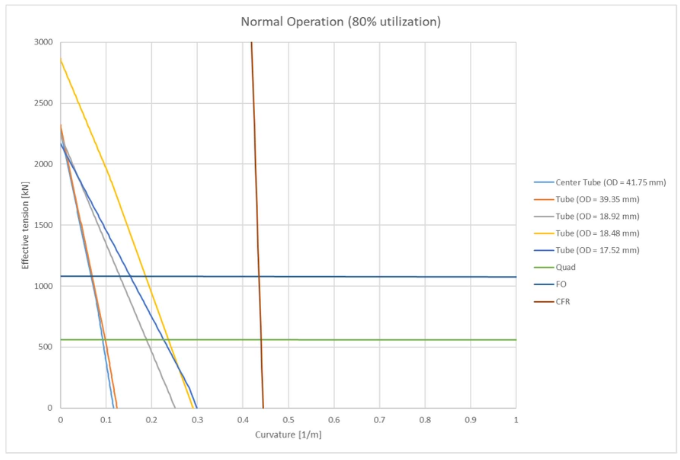 Normal Operation (80% utilization)
3000
2500
2000
1500
1000
500
0
Effective tension [kN]
0 0.1 0.2 0.3 0.4 0.5 0.6 0.7 0.8 0.9 1
Curvature [1/m]
Center Tube (OD = 41.75 mm)
Tube (OD = 39.35 mm)
Tube (OD = 18.92 mm)
Tube (OD = 18.48 mm)
Tube (OD = 17.52 mm)
Quad
FO
CFR